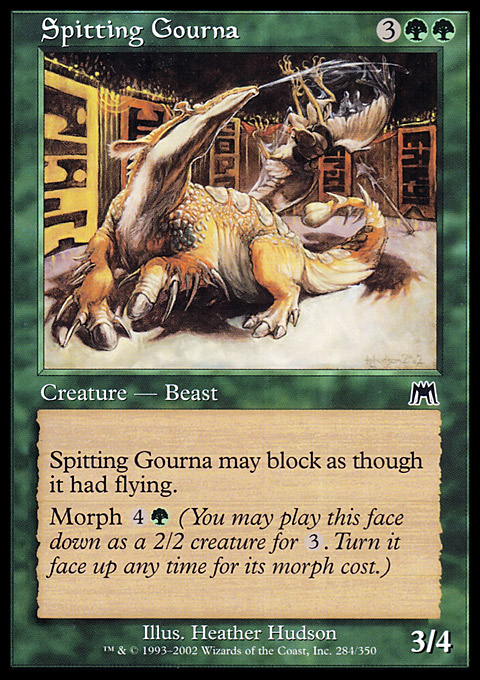 Spitting Gourna 3
Creature — Beast
Spitting Gourna may block as though
it had flying.
Morph 4 (You may play this face
down as a 2/2 creature for 3. Turn it
face up any time for its morph cost.)
Illus. Heather Hudson
™ & © 1993–2002 Wizards of the Coast, Inc. 284/350
3/4